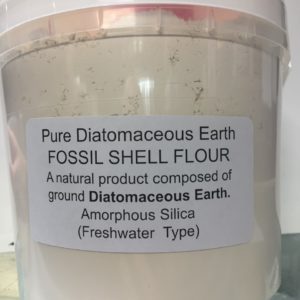 Pure Diatomaceous Earth
FOSSIL SHELL FLOUR
A natural product composed of
ground Diatomaceous Earth.
Amorphous Silica
(Freshwater Type)